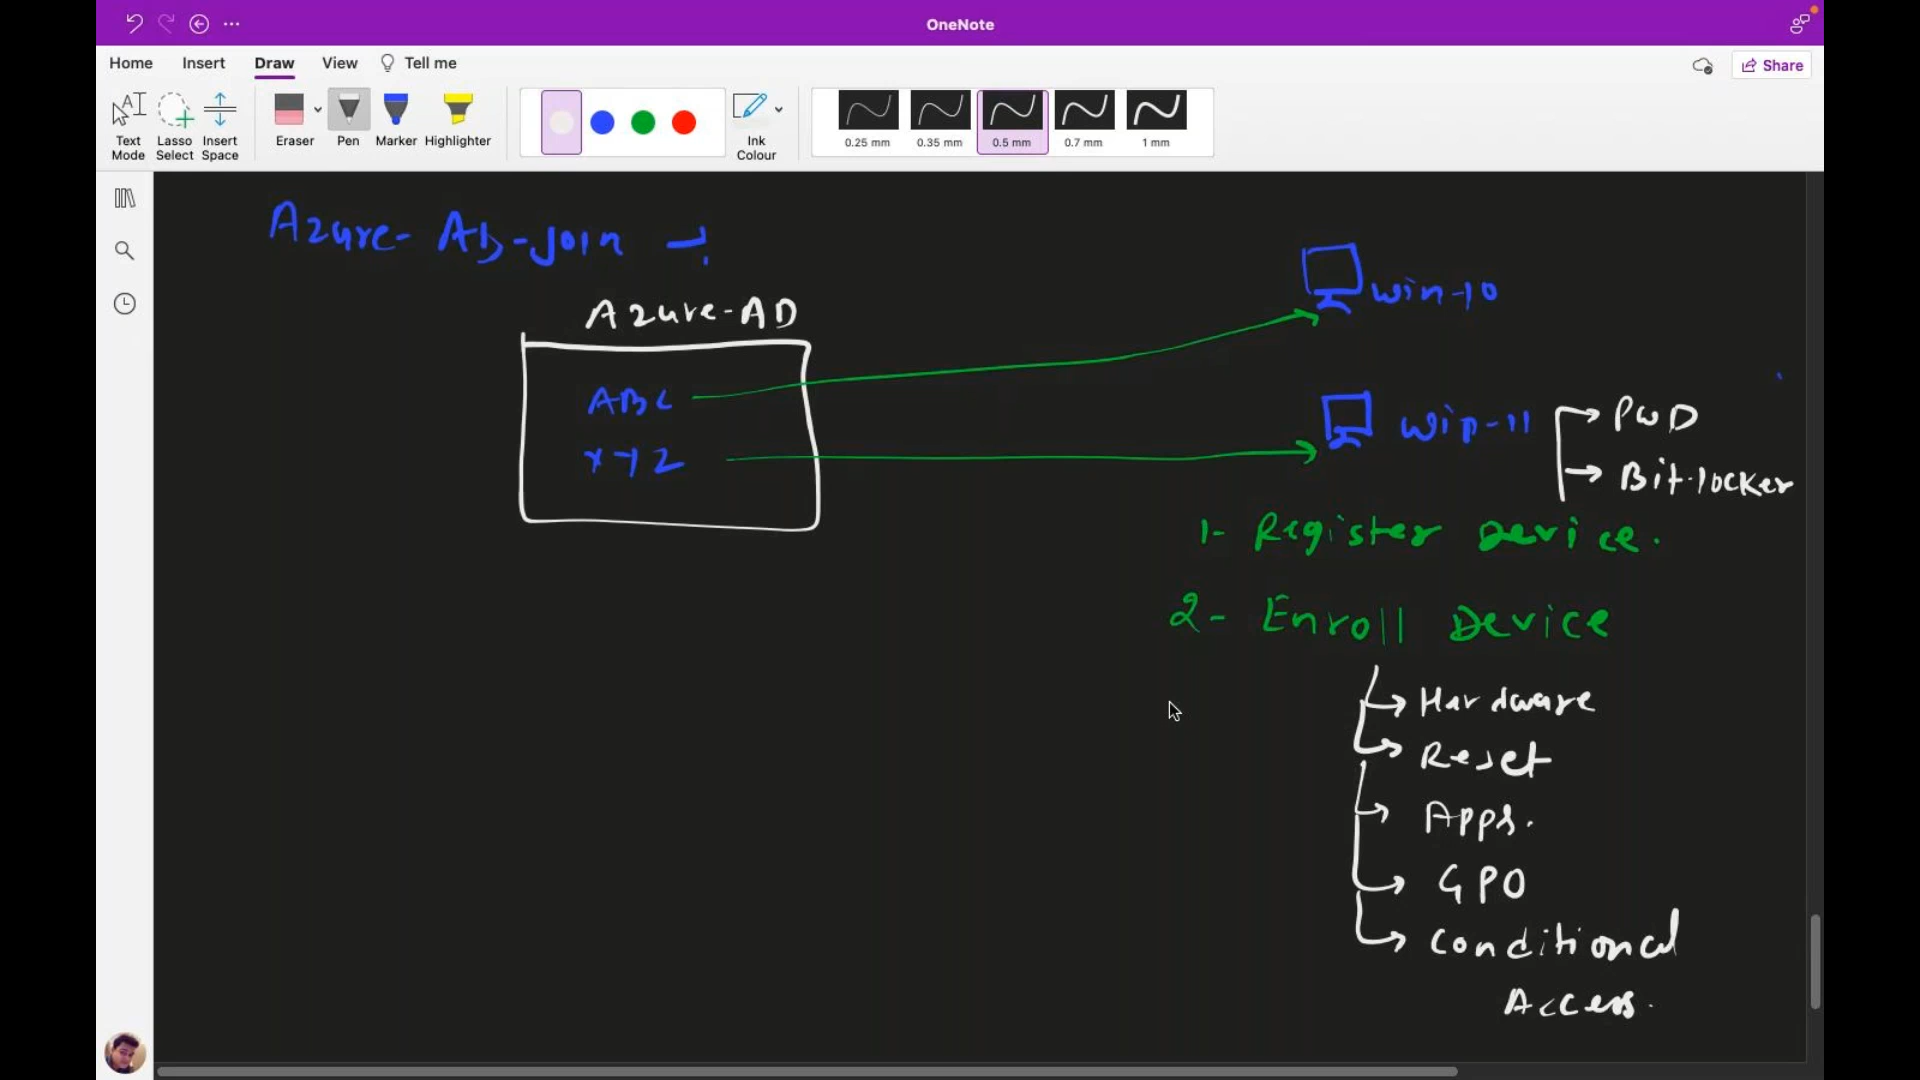 OneNote
Home Insert Draw View Tell me
Share
Text Mode
Lasso Select
Insert Space
Eraser
Pen
Marker
Highlighter
Ink Colour
0.25 mm
0.35 mm
0.5 mm
0.7 mm
1 mm
Azure-AD-Join -:
Azure-AD
ABC
XYZ
Win-10
Win-11
PWD
Bit-locker
1- Register Device.
2- Enroll Device
Hardware
Reset
Apps.
GPO
Conditional
Access.